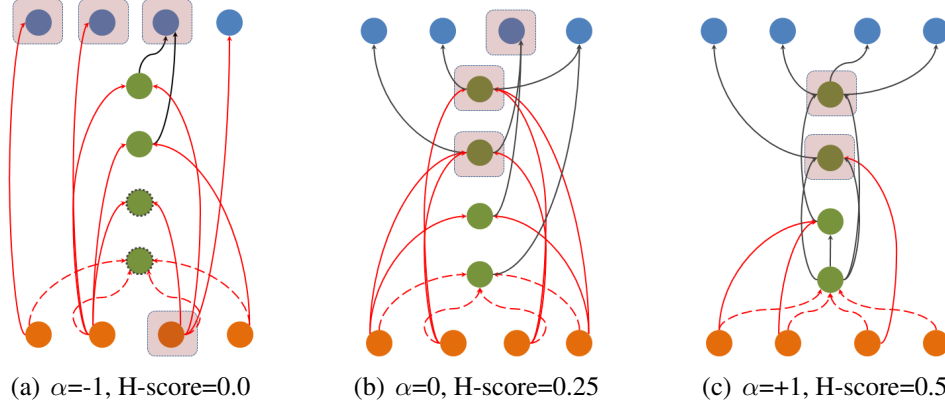 (a) α=-1, H-score=0.0
(b) α=0, H-score=0.25
(c) α=+1, H-score=0.5